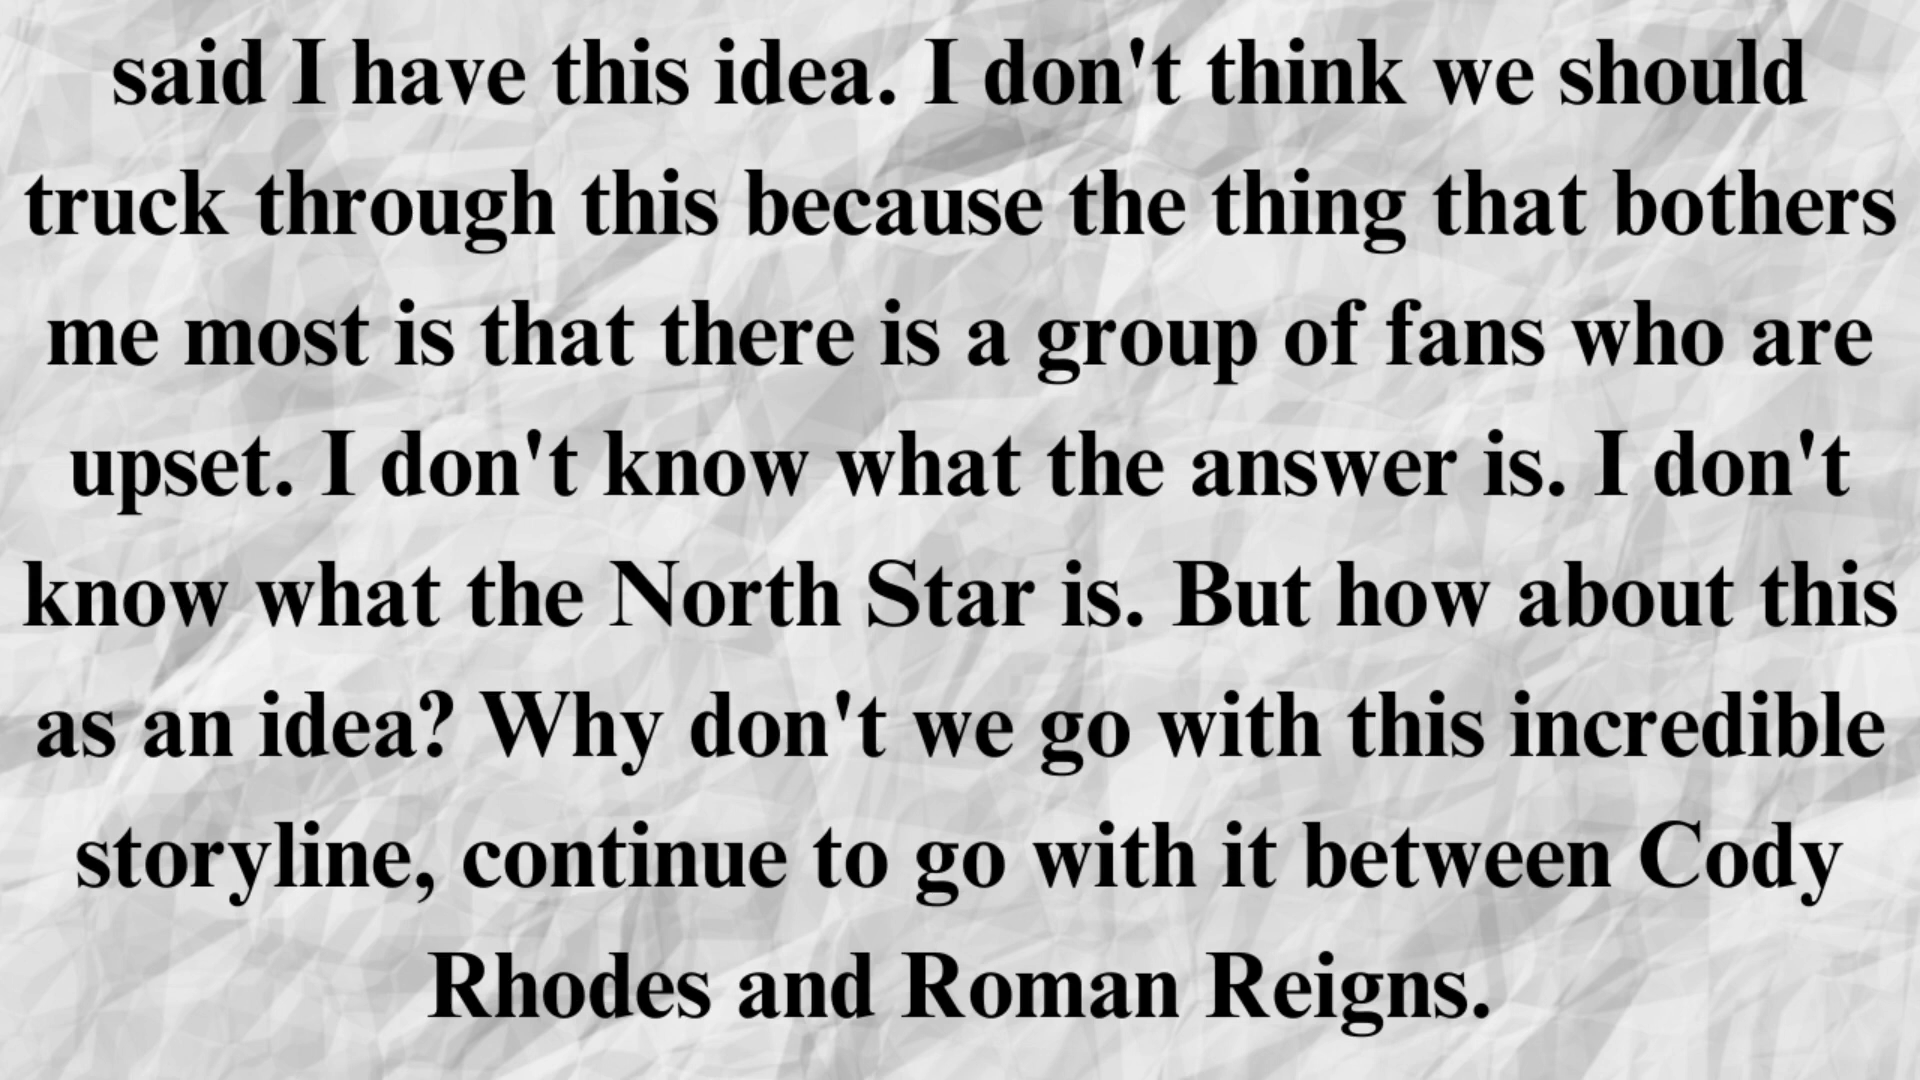 said I have this idea. I don't think we should
truck through this because the thing that bothers
me most is that there is a group of fans who are
upset. I don't know what the answer is. I don't
know what the North Star is. But how about this
as an idea? Why don't we go with this incredible
storyline, continue to go with it between Cody
Rhodes and Roman Reigns.